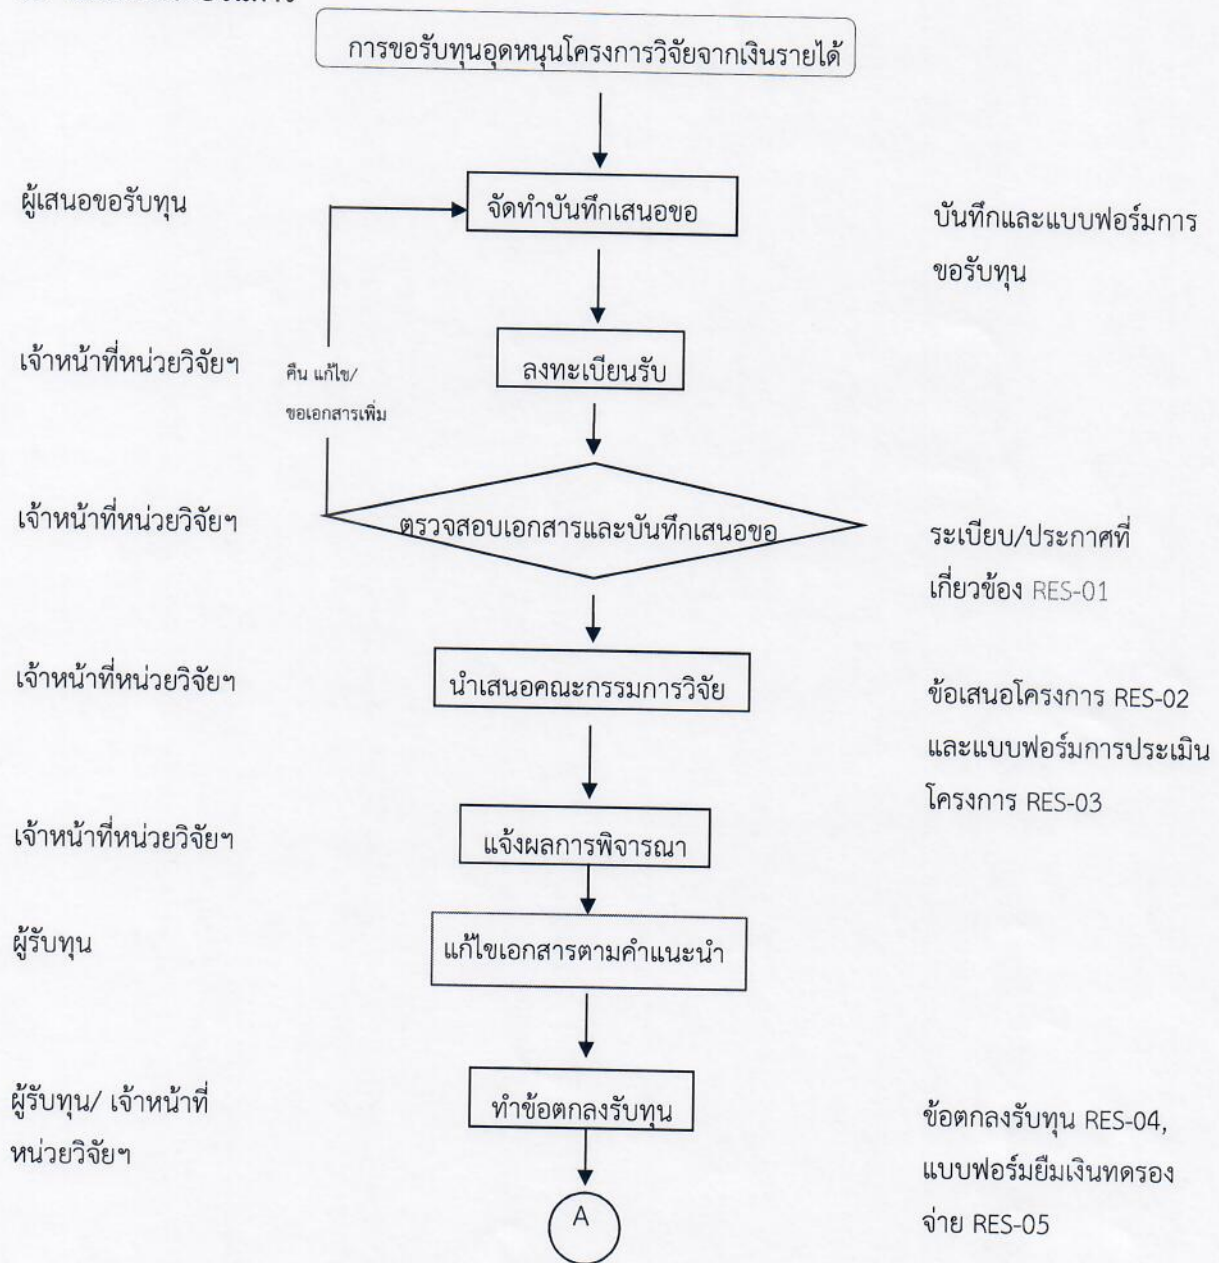 การขอรับทุนอุดหนุนโครงการวิจัยจากเงินรายได้
ผู้เสนอขอรับทุน
จัดทำบันทึกเสนอขอ
บันทึกและแบบฟอร์มการ
ขอรับทุน
เจ้าหน้าที่หน่วยวิจัยฯ
คืน แก้ไข/
ขอเอกสารเพิ่ม
ลงทะเบียนรับ
เจ้าหน้าที่หน่วยวิจัยฯ
ตรวจสอบเอกสารและบันทึกเสนอขอ
ระเบียบ/ประกาศที่
เกี่ยวข้อง RES-01
เจ้าหน้าที่หน่วยวิจัยฯ
นำเสนอคณะกรรมการวิจัย
ข้อเสนอโครงการ RES-02
และแบบฟอร์มการประเมิน
โครงการ RES-03
เจ้าหน้าที่หน่วยวิจัยฯ
แจ้งผลการพิจารณา
ผู้รับทุน
แก้ไขเอกสารตามคำแนะนำ
ผู้รับทุน/ เจ้าหน้าที่
หน่วยวิจัยฯ
ทำข้อตกลงรับทุน
ข้อตกลงรับทุน RES-04,
แบบฟอร์มยืมเงินทดรอง
จ่าย RES-05
A